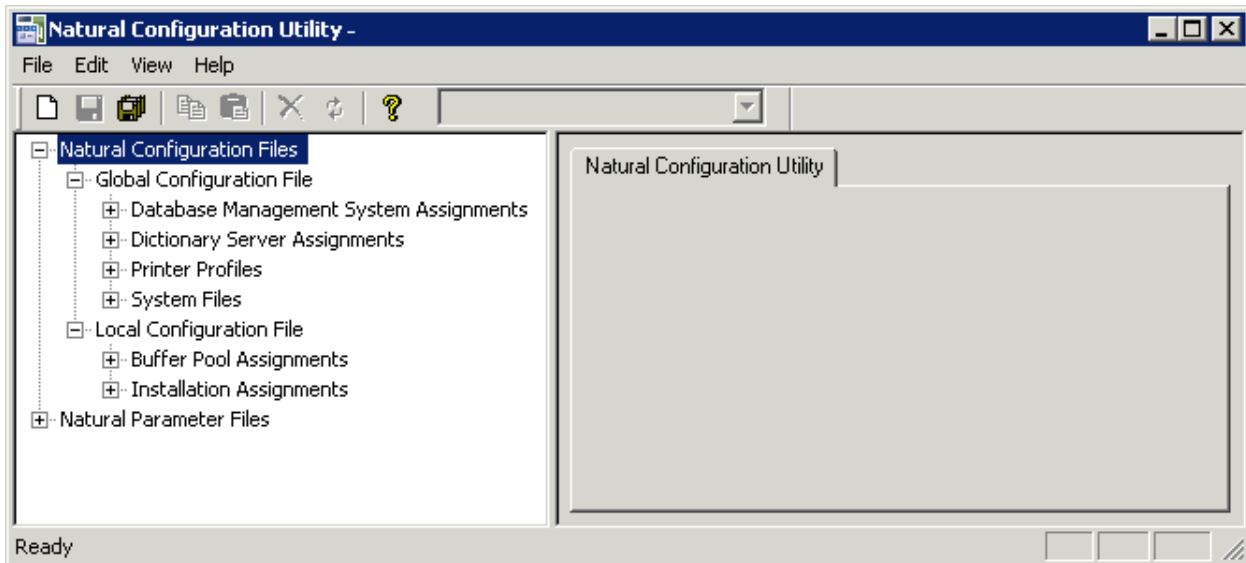 Natural Configuration Utility -
File Edit View Help
Natural Configuration Files
Global Configuration File
Database Management System Assignments
Dictionary Server Assignments
Printer Profiles
System Files
Local Configuration File
Buffer Pool Assignments
Installation Assignments
Natural Parameter Files
Natural Configuration Utility
Ready